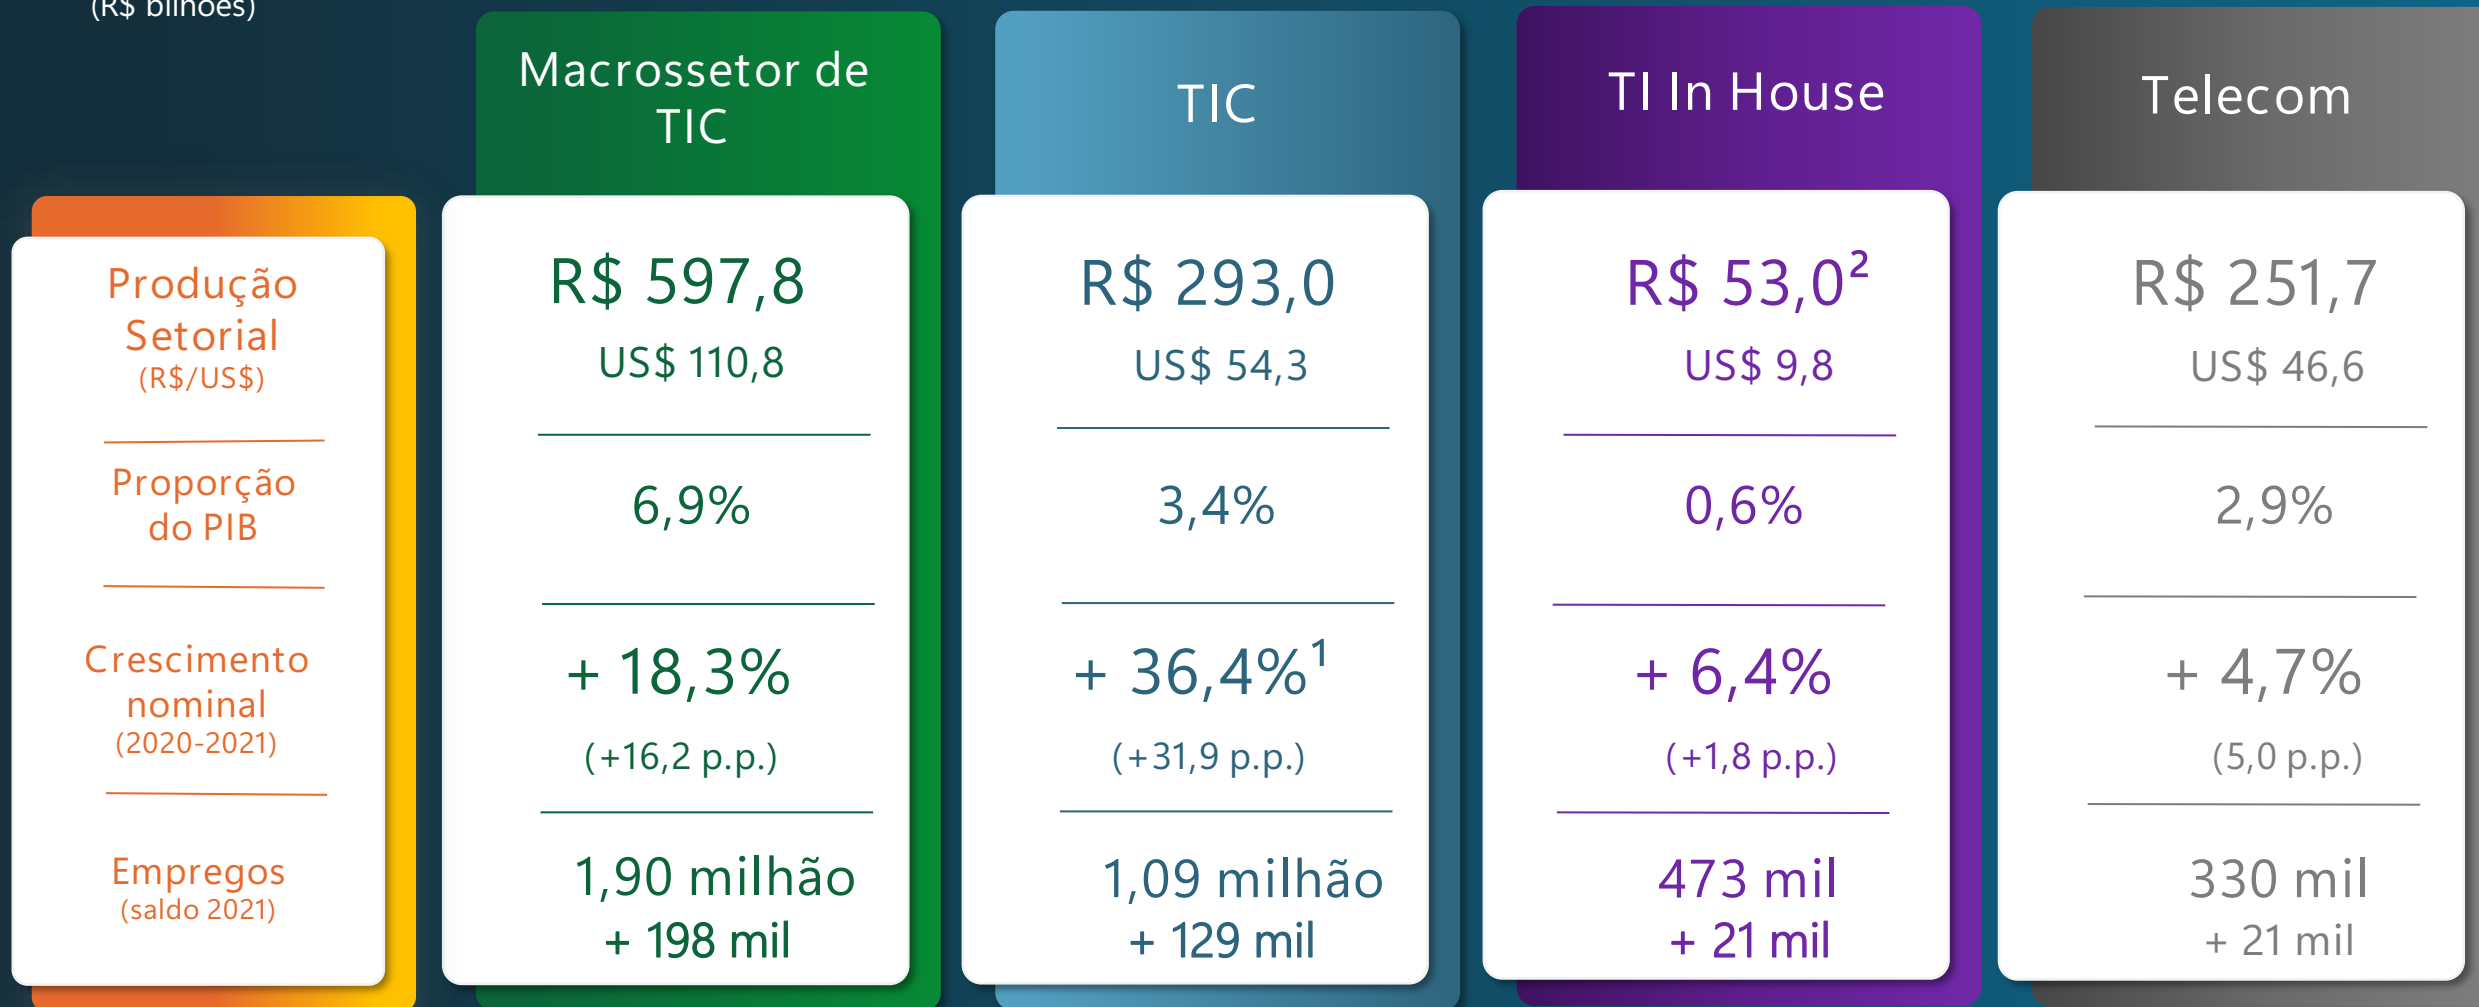 (R$ bilhões)
Macrossetor de
TIC
TIC
TI In House
Telecom
Produção
Setorial
(R$/US$)
R$ 597,8
US$ 110,8
R$ 293,0
US$ 54,3
R$ 53,0²
US$ 9,8
R$ 251,7
US$ 46,6
Proporção
do PIB
6,9%
3,4%
0,6%
2,9%
Crescimento
nominal
(2020-2021)
+ 18,3%
(+16,2 p.p.)
+ 36,4%¹
(+31,9 p.p.)
+ 6,4%
(+1,8 p.p.)
+ 4,7%
(5,0 p.p.)
Empregos
(saldo 2021)
1,90 milhão
+ 198 mil
1,09 milhão
+ 129 mil
473 mil
+ 21 mil
330 mil
+ 21 mil